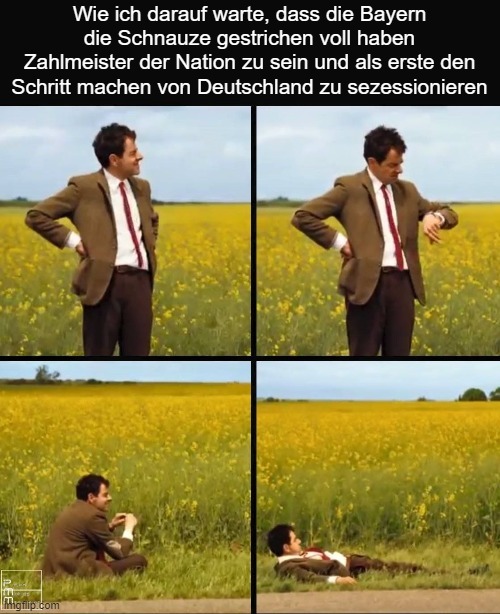 Wie ich darauf warte, dass die Bayern
die Schnauze gestrichen voll haben
Zahlmeister der Nation zu sein und als erste den
Schritt machen von Deutschland zu sezessionieren
imgflip.com